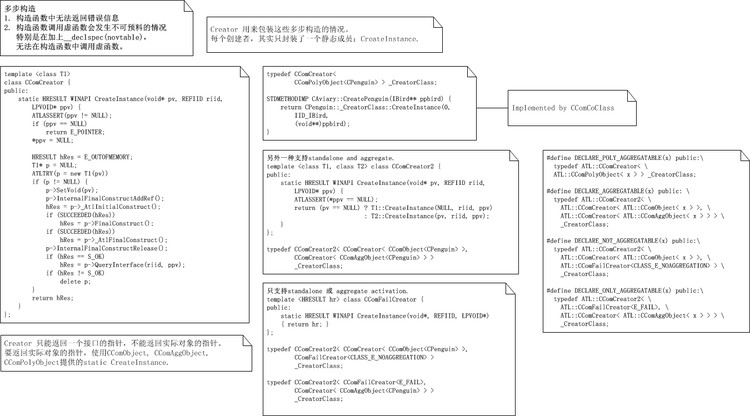 多步构造
1. 构造函数中无法返回错误信息
2. 构造函数调用虚函数会发生不可预料的情况
特别是在加上__declspec(novtable),
无法在构造函数中调用虚函数。
Creator 用来包装这些多步构造的情况。
每个创建者，其实只封装了一个静态成员：CreateInstance.
template <class T1>
class CComCreator {
public:
static HRESULT WINAPI CreateInstance(void* pv, REFIID riid,
LPVOID* ppv) {
ATLASSERT(ppv != NULL);
if (ppv == NULL)
return E_POINTER;
*ppv = NULL;
HRESULT hRes = E_OUTOFMEMORY;
T1* p = NULL;
ATLTRY(p = new T1(pv))
if (p != NULL) {
p->SetVoid(pv);
p->InternalFinalConstructAddRef();
hRes = p->_AtlInitialConstruct();
if (SUCCEEDED(hRes))
hRes = p->FinalConstruct();
if (SUCCEEDED(hRes))
hRes = p->_AtlFinalConstruct();
p->InternalFinalConstructRelease();
if (hRes == S_OK)
hRes = p->QueryInterface(riid, ppv);
if (hRes != S_OK)
delete p;
}
return hRes;
}
};
Creator 只能返回一个接口的指针，不能返回实际对象的指针。
要返回实际对象的指针，使用CComObject, CComAggObject,
CComPolyObject提供的static CreateInstance.
typedef CComCreator<
CComPolyObject<CPenguin> > _CreatorClass;
STDMETHODIMP CAviary::CreatePenguin(IBird** ppbird) {
return CPenguin::_CreatorClass::CreateInstance(0,
IID_IBird,
(void**)ppbird);
}
Implemented by CComCoClass
另外一种支持standalone and aggregate.
template <class T1, class T2> class CComCreator2 {
public:
static HRESULT WINAPI CreateInstance(void* pv, REFIID riid,
LPVOID* ppv) {
ATLASSERT(*ppv == NULL);
return (pv == NULL) ? T1::CreateInstance(NULL, riid, ppv)
: T2::CreateInstance(pv, riid, ppv);
}
};
typedef CComCreator2< CComCreator< CComObject<CPenguin> >,
CComCreator< CComAggObject<CPenguin> > >
_CreatorClass;
只支持standalone 或 aggregate activation.
template <HRESULT hr> class CComFailCreator {
public:
static HRESULT WINAPI CreateInstance(void*, REFIID, LPVOID*)
{ return hr; }
};
typedef CComCreator2< CComCreator< CComObject<CPenguin> >,
CComFailCreator<CLASS_E_NOAGGREGATION> >
_CreatorClass;
typedef CComCreator2< CComFailCreator<E_FAIL>,
CComCreator< CComAggObject<CPenguin> > >
_CreatorClass;
#define DECLARE_POLY_AGGREGATABLE(x) public:\
typedef ATL::CComCreator< \
ATL::CComPolyObject< x > > _CreatorClass;
#define DECLARE_AGGREGATABLE(x) public: \
typedef ATL::CComCreator2< \
ATL::CComCreator< ATL::CComObject< x > >, \
ATL::CComCreator< ATL::CComAggObject< x > > > \
_CreatorClass;
#define DECLARE_NOT_AGGREGATABLE(x) public:\
typedef ATL::CComCreator2< \
ATL::CComCreator< ATL::CComObject< x > >, \
ATL::CComFailCreator<CLASS_E_NOAGGREGATION> > \
_CreatorClass;
#define DECLARE_ONLY_AGGREGATABLE(x) public:\
typedef ATL::CComCreator2< \
ATL::CComFailCreator<E_FAIL>, \
ATL::CComCreator< ATL::CComAggObject< x > > > \
_CreatorClass;